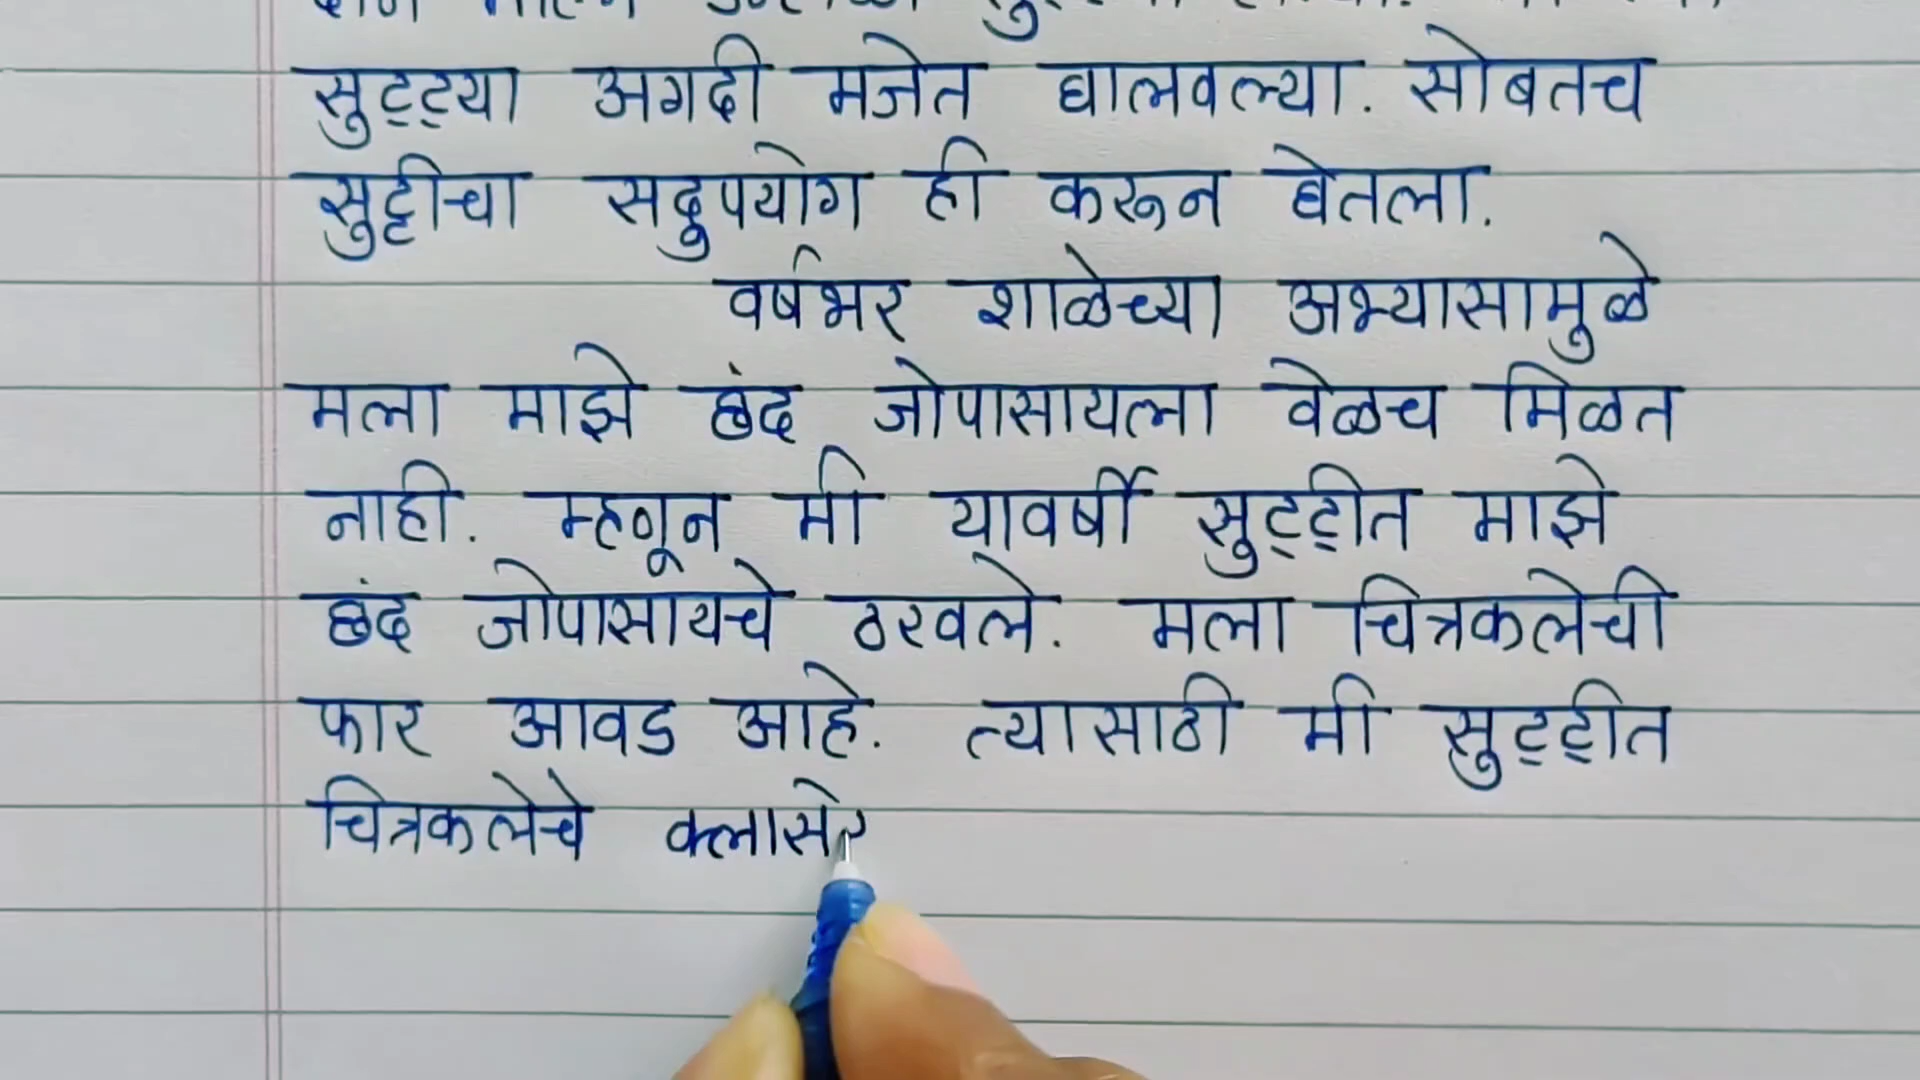 सुट्ट्या अगदी मजेत घालवल्या. सोबतच
सुट्टीचा सदुपयोग ही करून घेतला.
वर्षभर शाळेच्या अभ्यासामुळे
मला माझे छंद जोपासायला वेळच मिळत
नाही. म्हणून मी यावर्षी सुट्टीत माझे
छंद जोपासायचे ठरवले. मला चित्रकलेची
फार आवड आहे. त्यासाठी मी सुट्टीत
चित्रकलेचे